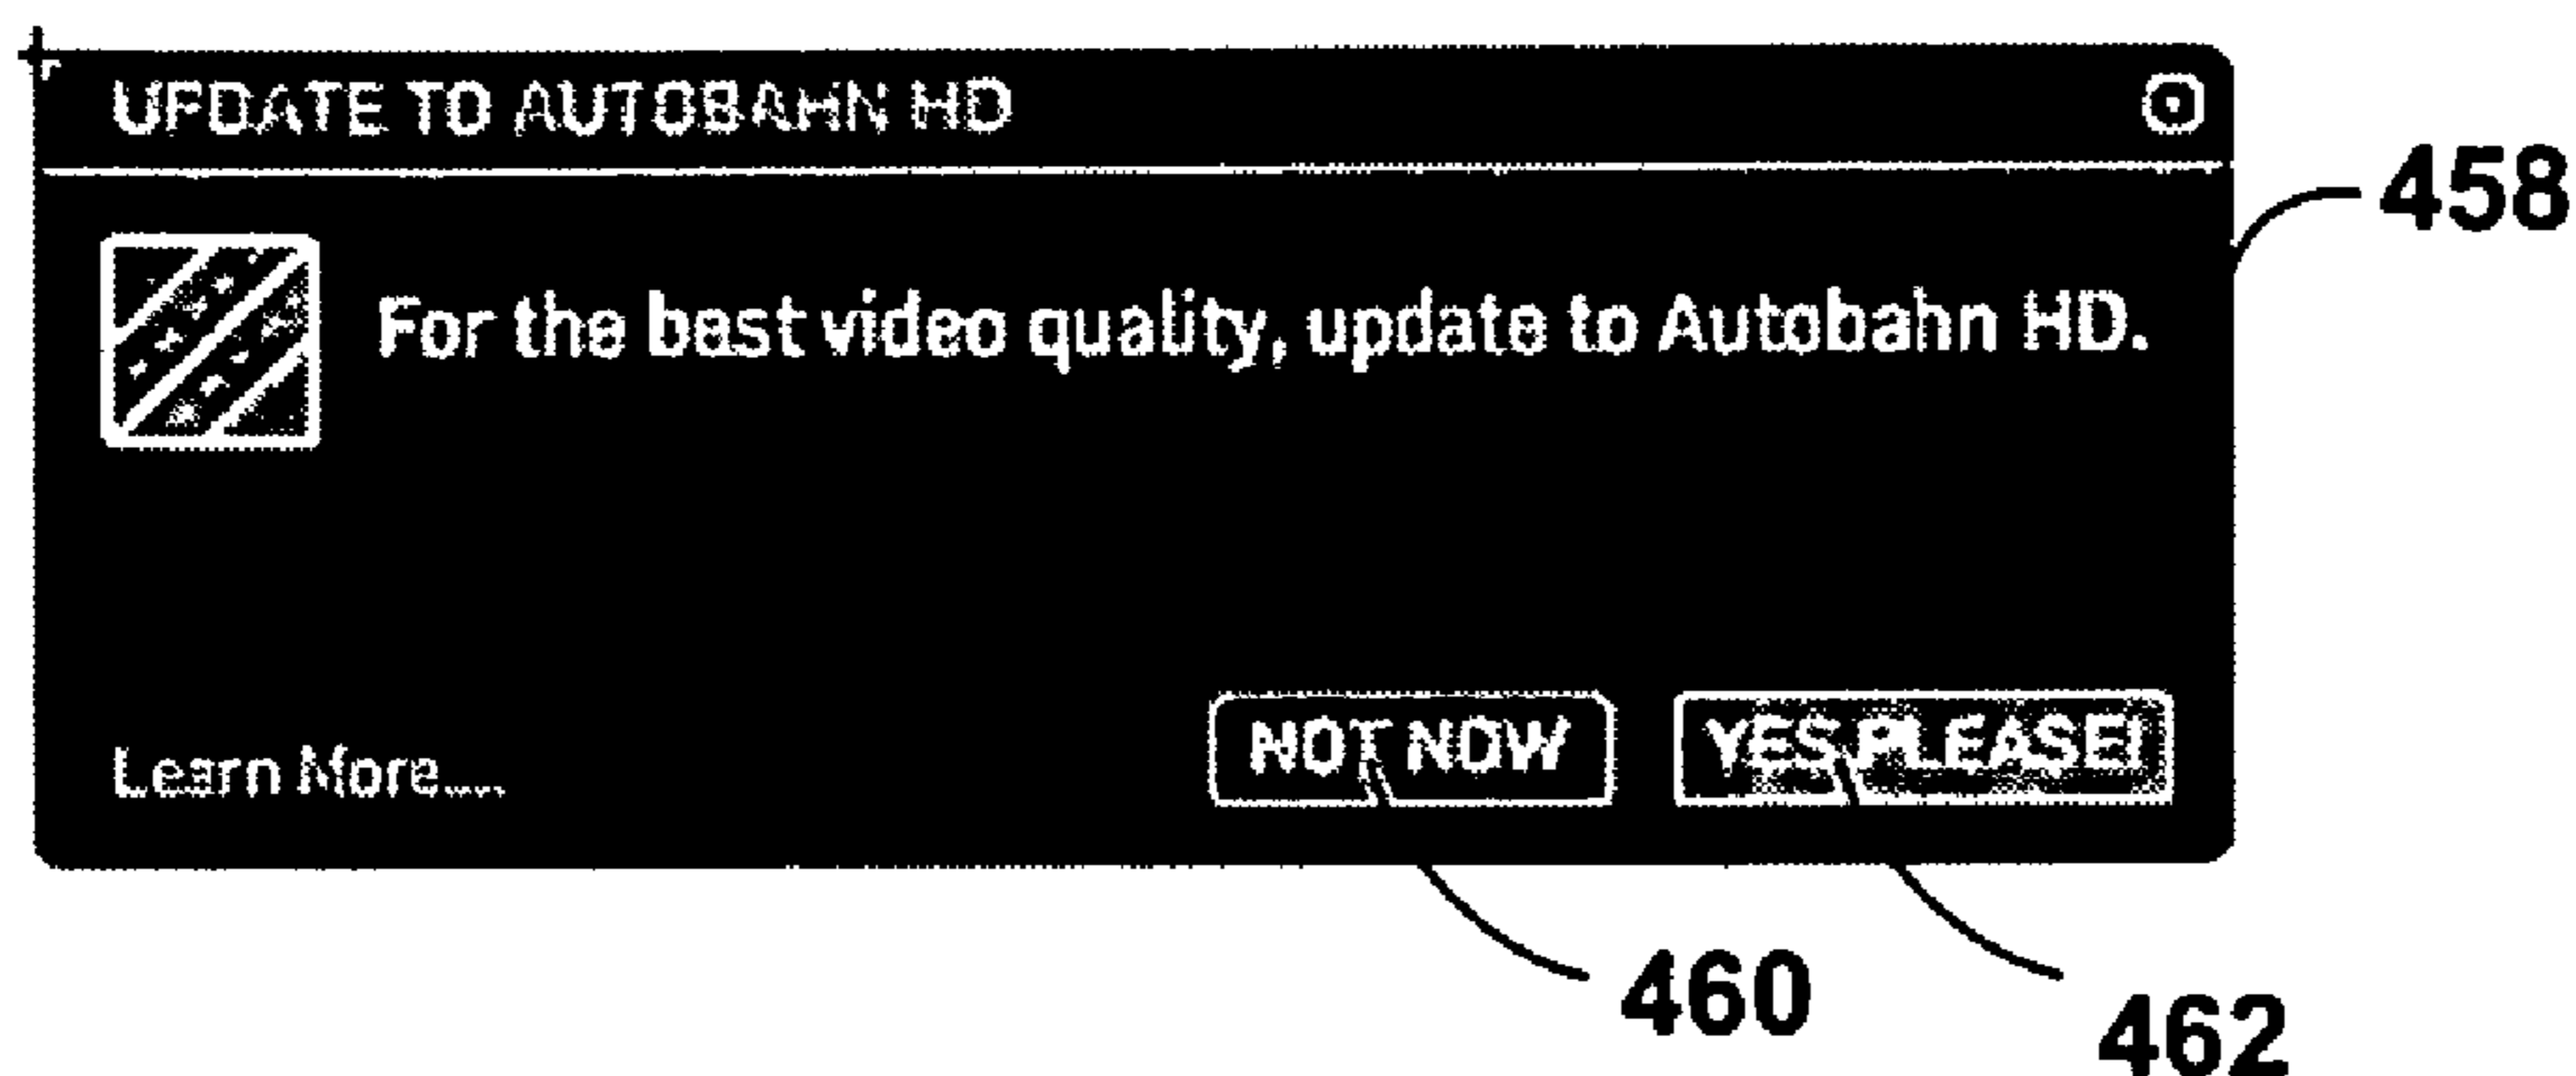 UPDATE TO AUTOBAHN HD
458
For the best video quality, update to Autobahn HD.
Learn More....
NOT NOW
YES PLEASE!
460
462